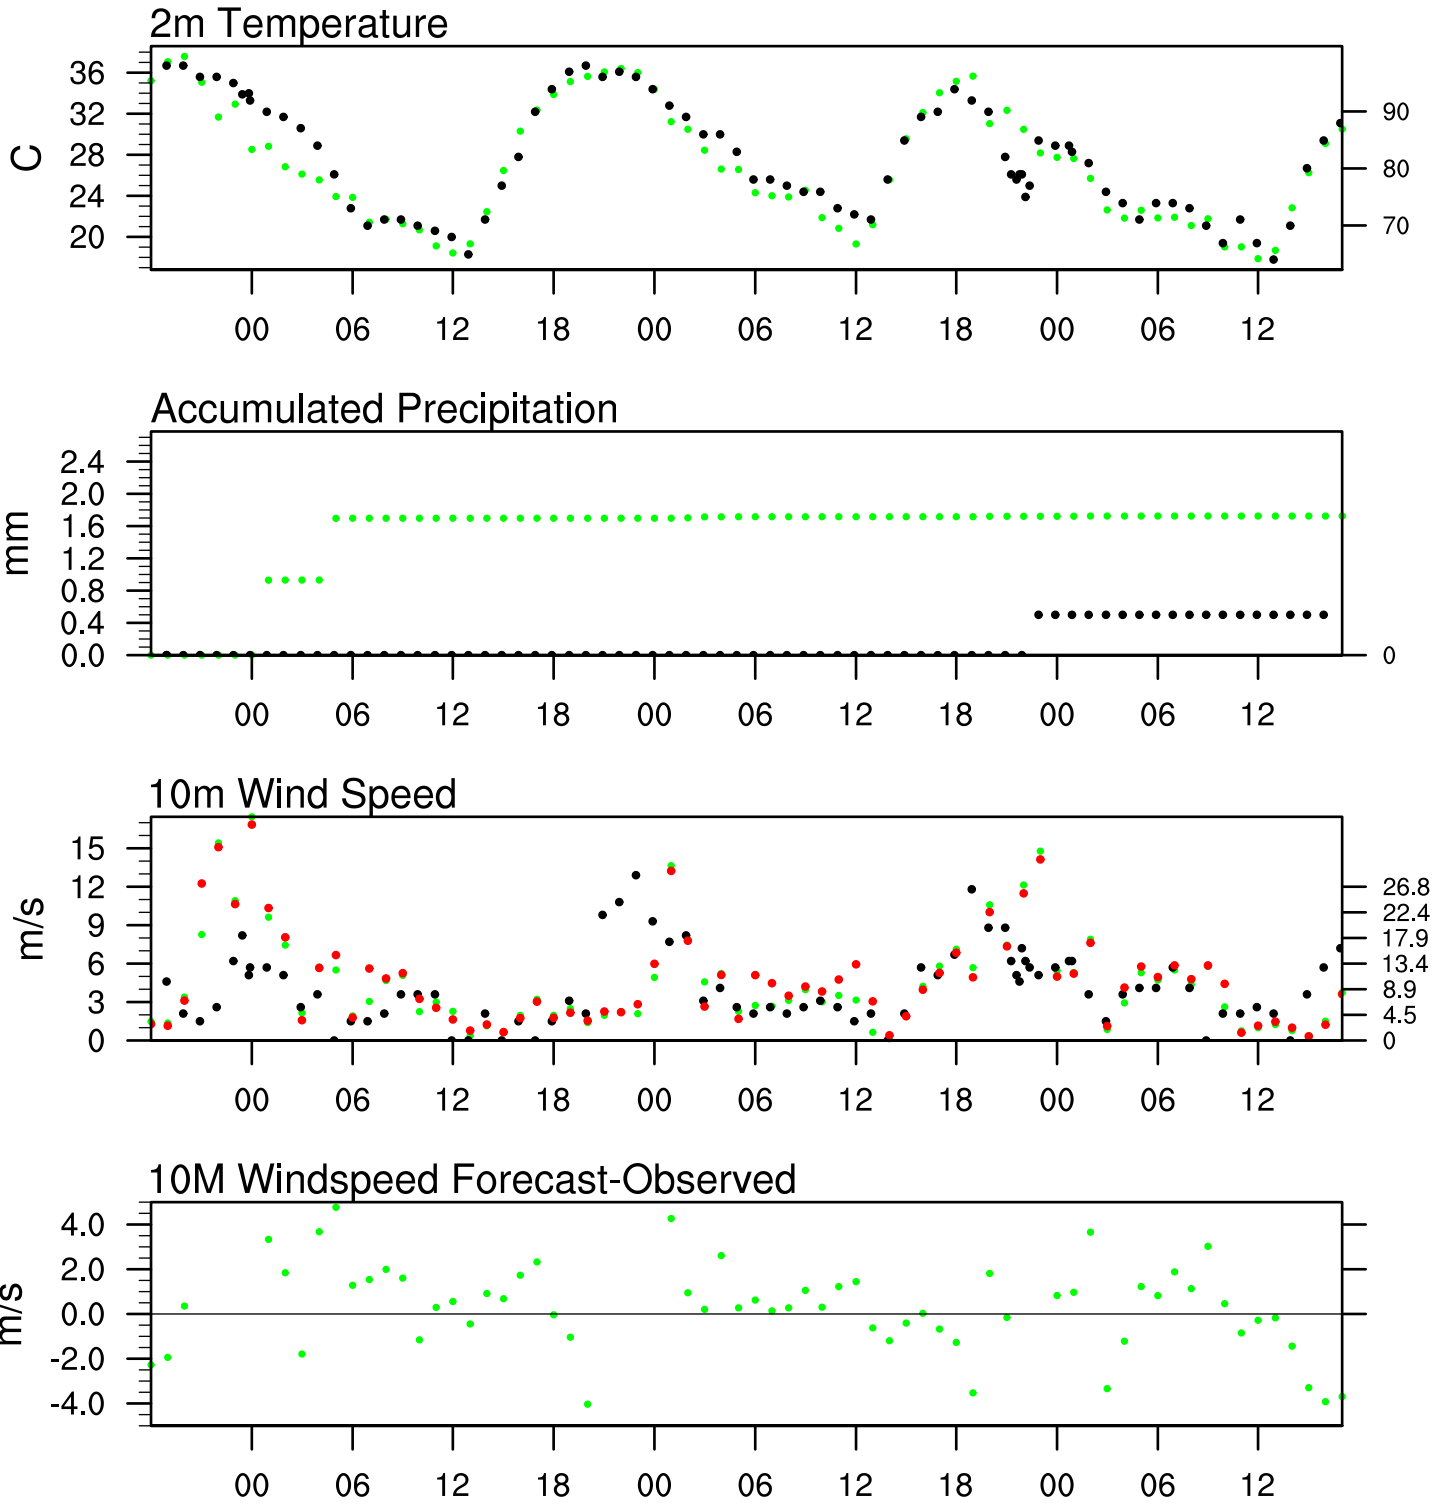 2m Temperature
C
36
32
28
24
20
90
80
70
00 06 12 18 00 06 12 18 00 06 12
Accumulated Precipitation
mm
2.4
2.0
1.6
1.2
0.8
0.4
0.0
0
00 06 12 18 00 06 12 18 00 06 12
10m Wind Speed
m/s
15
12
9
6
3
0
26.8
22.4
17.9
13.4
8.9
4.5
0
00 06 12 18 00 06 12 18 00 06 12
10M Windspeed Forecast-Observed
m/s
4.0
2.0
0.0
-2.0
-4.0
00 06 12 18 00 06 12 18 00 06 12